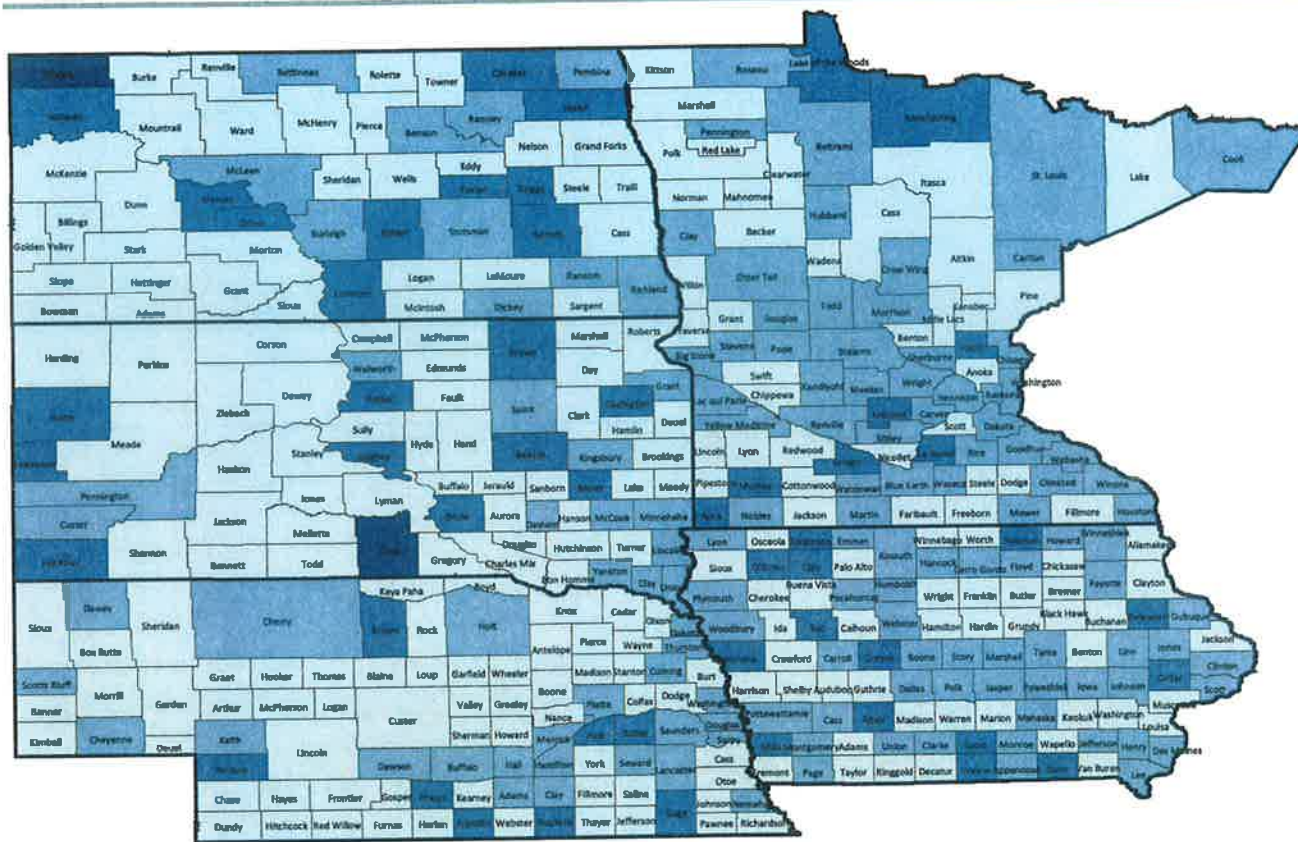 Burke
Renville
Bottineau
Rolette
Towner
Cavalier
Pembina
Kittson
Roseau
Lake of the Woods
Mountrail
Ward
McHenry
Pierce
Benson
Ramsey
Walsh
Marshall
Pennington
Red Lake
Polk
Beltrami
Koochiching
St. Louis
Lake
Cook
McKenzie
McLean
Sheridan
Wells
Eddy
Foster
Griggs
Nelson
Grand Forks
Steele
Traill
Norman
Mahnomen
Clearwater
Itasca
Dunn
Mercer
Oliver
Billings
Golden Valley
Stark
Morton
Burleigh
Kidder
Stutsman
Barnes
Cass
Clay
Becker
Hubbard
Cass
Wadena
Crow Wing
Aitkin
Carlton
Slope
Hettinger
Grant
Sioux
Emmons
Logan
LaMoure
Ransom
Richland
Otter Tail
Todd
Morrison
Mille Lacs
Kanabec
Pine
Bowman
Adams
McIntosh
Dickey
Sargent
Wilkin
Grant
Douglas
Benton
Harding
Perkins
Corson
Campbell
McPherson
Brown
Marshall
Roberts
Traverse
Big Stone
Stevens
Pope
Stearns
Sherburne
Anoka
Washington
Ziebach
Dewey
Walworth
Edmunds
Day
Grant
Swift
Chippewa
Kandiyohi
Meeker
Wright
Hennepin
Meade
Faulk
Spink
Clark
Codington
Hamlin
Deuel
Lac qui Parle
Yellow Medicine
Renville
Sibley
Carver
Scott
Dakota
Sully
Hyde
Hand
Beadle
Kingsbury
Brookings
Lincoln
Lyon
Redwood
Nicollet
Rice
Goodhue
Wabasha
Haakon
Stanley
Hughes
Buffalo
Jerauld
Sanborn
Miner
Lake
Moody
Pipestone
Murray
Cottonwood
Watonwan
Blue Earth
Waseca
Steele
Dodge
Olmsted
Winona
Pennington
Custer
Jackson
Jones
Lyman
Brule
Aurora
Davison
Hanson
McCook
Minnehaha
Rock
Nobles
Jackson
Martin
Faribault
Freeborn
Mower
Fillmore
Houston
Shannon
Bennett
Mellette
Todd
Gregory
Charles Mix
Douglas
Hutchinson
Turner
Lincoln
Bon Homme
Yankton
Clay
Lyon
Osceola
Emmet
Winnebago
Worth
Howard
Winneshiek
Allamakee
Sioux
Clay
Palo Alto
Kossuth
Hancock
Cerro Gordo
Floyd
Chickasaw
Plymouth
Cherokee
Buena Vista
Pocahontas
Humboldt
Wright
Franklin
Butler
Bremer
Fayette
Clayton
Sioux
Dawes
Sheridan
Cherry
Keya Paha
Boyd
Brown
Rock
Holt
Knox
Cedar
Dixon
Woodbury
Ida
Sac
Calhoun
Webster
Hamilton
Hardin
Grundy
Black Hawk
Buchanan
Dubuque
Box Butte
Antelope
Pierce
Wayne
Thurston
Crawford
Carroll
Boone
Story
Marshall
Tama
Benton
Linn
Jones
Jackson
Scotts Bluff
Morrill
Garden
Grant
Hooker
Thomas
Blaine
Loup
Garfield
Wheeler
Madison
Stanton
Cuming
Burt
Harrison
Shelby
Audubon
Guthrie
Dallas
Polk
Jasper
Poweshiek
Iowa
Johnson
Cedar
Clinton
Scott
Banner
Arthur
McPherson
Logan
Custer
Valley
Greeley
Boone
Nance
Platte
Colfax
Dodge
Washington
Pottawattamie
Cass
Adair
Madison
Warren
Marion
Mahaska
Keokuk
Washington
Louisa
Kimball
Cheyenne
Deuel
Keith
Lincoln
Sherman
Howard
Merrick
Polk
Butler
Saunders
Douglas
Sarpy
Mills
Montgomery
Adams
Union
Clarke
Lucas
Monroe
Wapello
Jefferson
Henry
Des Moines
Perkins
Dawson
Buffalo
Hall
Hamilton
York
Seward
Lancaster
Cass
Otoe
Fremont
Page
Taylor
Ringgold
Decatur
Wayne
Appanoose
Davis
Van Buren
Lee
Chase
Hayes
Frontier
Gosper
Phelps
Kearney
Adams
Clay
Fillmore
Saline
Johnson
Nemaha
Dundy
Hitchcock
Red Willow
Furnas
Harlan
Franklin
Webster
Nuckolls
Thayer
Jefferson
Gage
Pawnee
Richardson